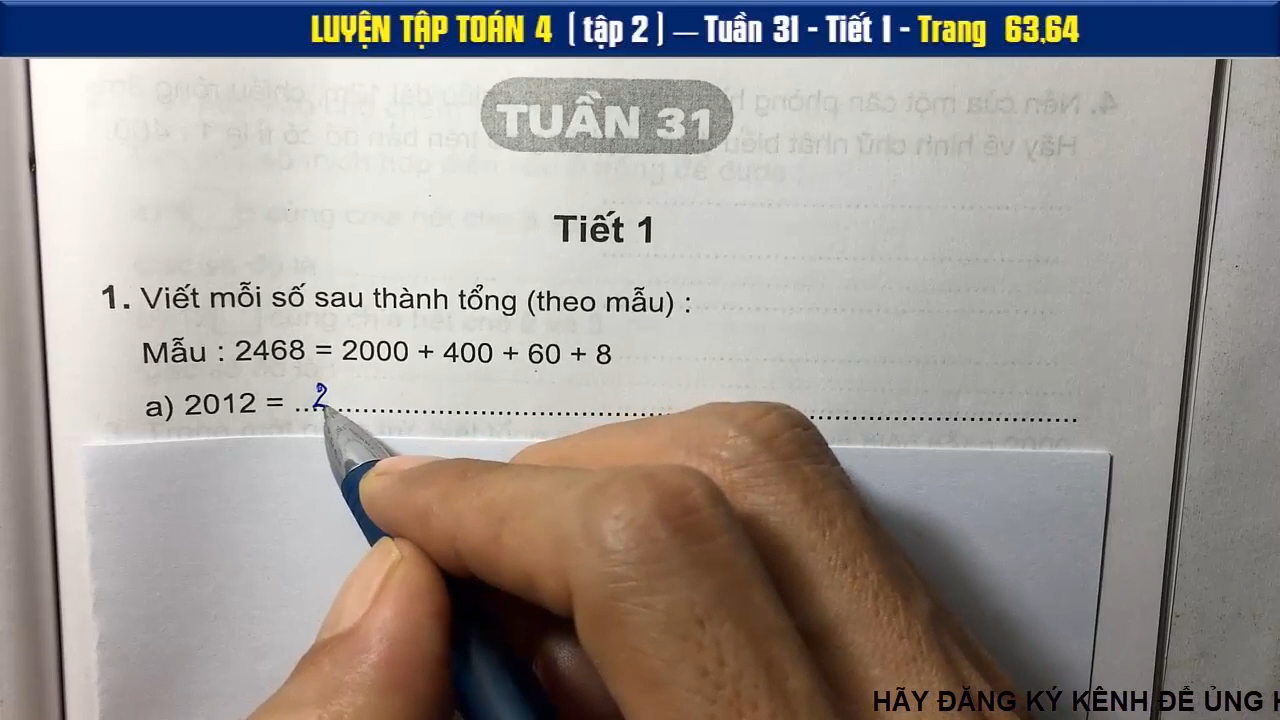 LUYỆN TẬP TOÁN 4 ( tập 2 ) – Tuần 31 - Tiết 1 - Trang 63,64
TUẦN 31
Tiết 1
1. Viết mỗi số sau thành tổng (theo mẫu) :
Mẫu : 2468 = 2000 + 400 + 60 + 8
a) 2012 = ...2...
HÃY ĐĂNG KÝ KÊNH ĐỂ ỦNG H